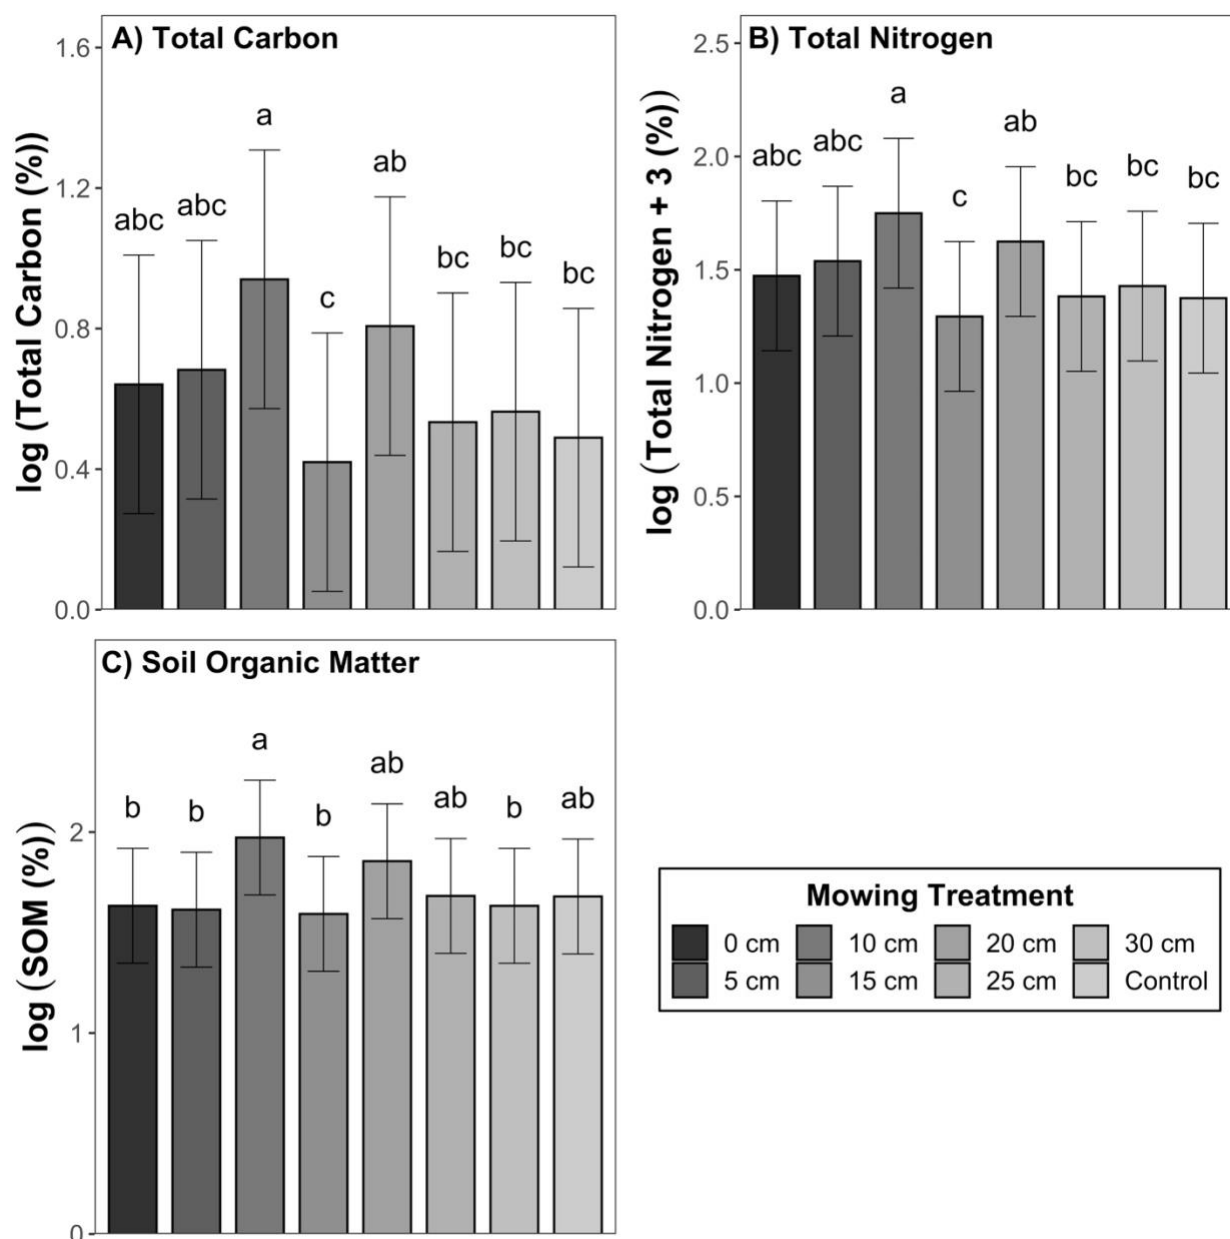 A) Total Carbon
log (Total Carbon (%))
1.6
1.2
0.8
0.4
0.0
abc
abc
a
c
ab
bc
bc
bc
B) Total Nitrogen
log (Total Nitrogen + 3 (%))
2.5
2.0
1.5
1.0
0.5
0.0
abc
abc
a
c
ab
bc
bc
bc
C) Soil Organic Matter
log (SOM (%))
2
1
0
b
b
a
b
ab
ab
b
ab
Mowing Treatment
0 cm 10 cm 20 cm 30 cm
5 cm 15 cm 25 cm Control